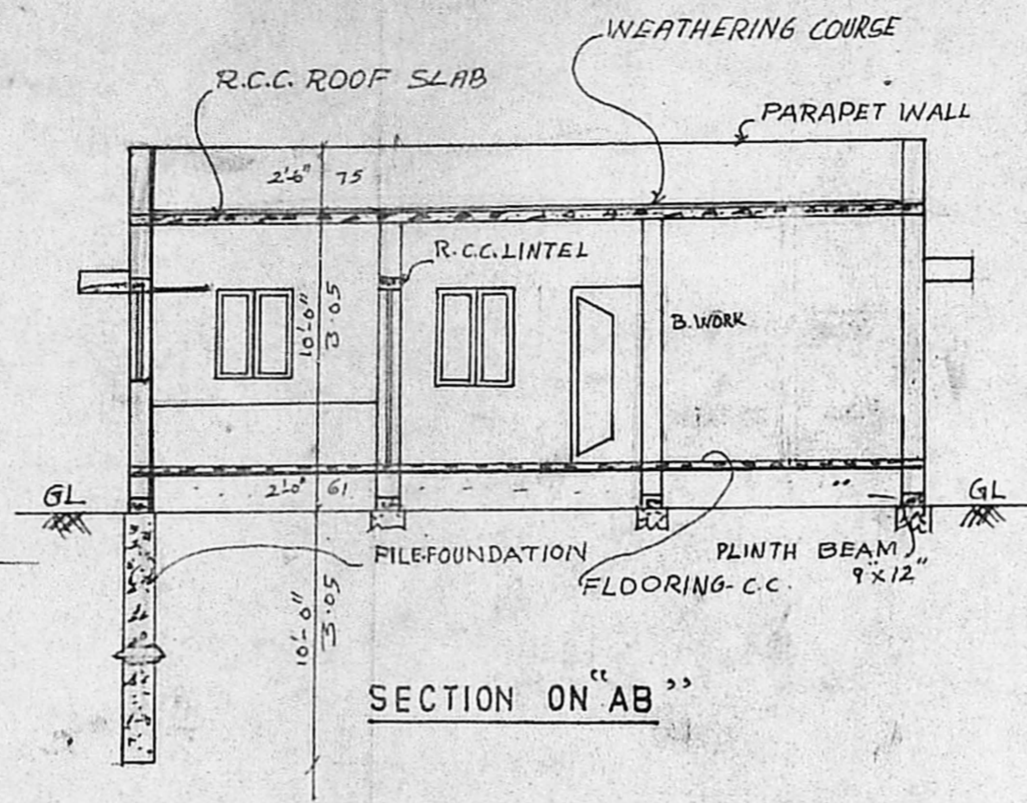 WEATHERING COURSE
R.C.C. ROOF SLAB
PARAPET WALL
2'-6" 75
R.C.C. LINTEL
10'-0" 3.05
B. WORK
GL
2'-0" 61
GL
PILE FOUNDATION
PLINTH BEAM
9"x12"
FLOORING-C.C.
10'-0" 3.05
SECTION ON "AB"